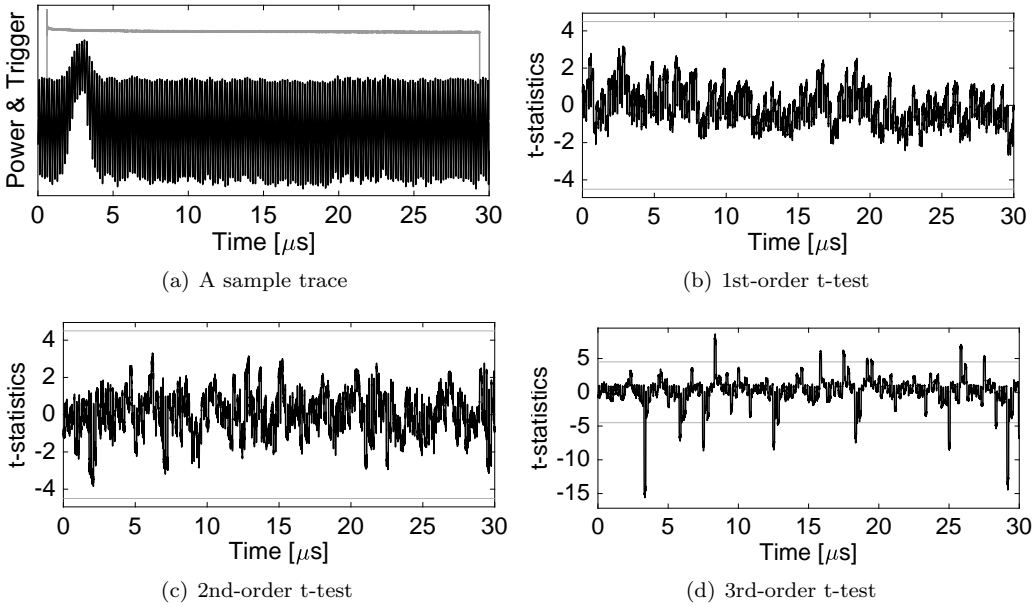 Power & Trigger
0 5 10 15 20 25 30
Time [μs]
(a) A sample trace
t-statistics
4
2
0
-2
-4
0 5 10 15 20 25 30
Time [μs]
(b) 1st-order t-test
t-statistics
4
2
0
-2
-4
0 5 10 15 20 25 30
Time [μs]
(c) 2nd-order t-test
t-statistics
5
0
-5
-10
-15
0 5 10 15 20 25 30
Time [μs]
(d) 3rd-order t-test